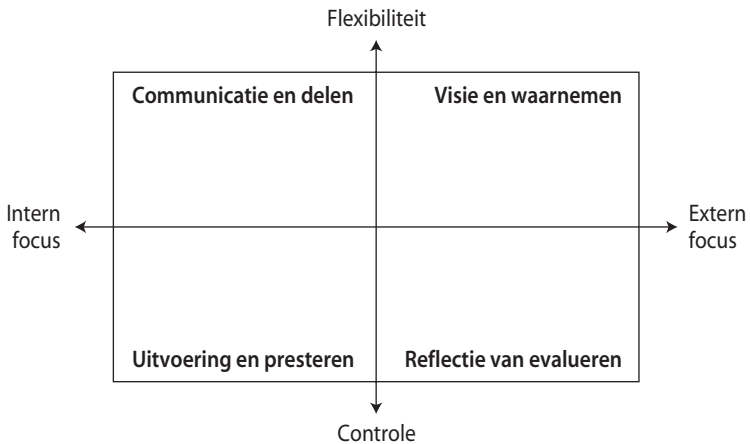 Flexibiliteit
Communicatie en delen
Visie en waarnemen
Intern
focus
Extern
focus
Uitvoering en presteren
Reflectie van evalueren
Controle